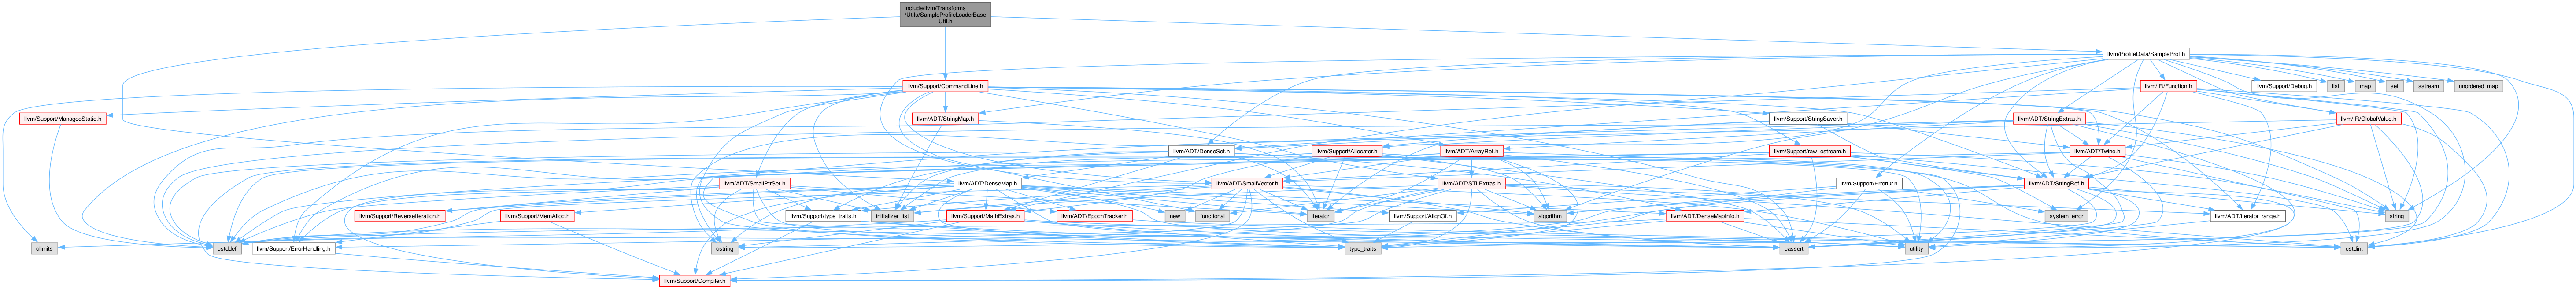 include/llvm/Transforms
/Utils/SampleProfileLoaderBase
Util.h
llvm/ProfileData/SampleProf.h
llvm/Support/CommandLine.h
llvm/IR/Function.h
llvm/Support/Debug.h
list
map
set
sstream
unordered_map
llvm/Support/ManagedStatic.h
llvm/ADT/StringMap.h
llvm/Support/StringSaver.h
llvm/ADT/StringExtras.h
llvm/IR/GlobalValue.h
llvm/ADT/DenseSet.h
llvm/Support/Allocator.h
llvm/ADT/ArrayRef.h
llvm/Support/raw_ostream.h
llvm/ADT/Twine.h
llvm/ADT/SmallPtrSet.h
llvm/ADT/DenseMap.h
llvm/ADT/SmallVector.h
llvm/ADT/STLExtras.h
llvm/Support/ErrorOr.h
llvm/ADT/StringRef.h
llvm/Support/ReverseIteration.h
llvm/Support/MemAlloc.h
llvm/Support/type_traits.h
initializer_list
llvm/Support/MathExtras.h
llvm/ADT/EpochTracker.h
new
functional
iterator
llvm/Support/AlignOf.h
algorithm
llvm/ADT/DenseMapInfo.h
system_error
llvm/ADT/iterator_range.h
string
climits
cstddef
llvm/Support/ErrorHandling.h
cstring
type_traits
cassert
utility
cstdint
llvm/Support/Compiler.h